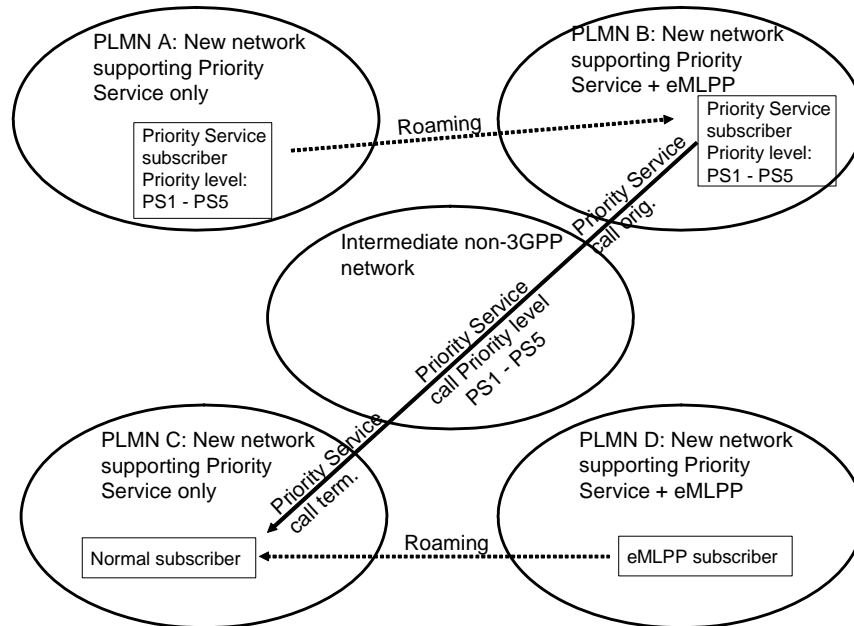 PLMN A: New network
supporting Priority
Service only
Priority Service
subscriber
Priority level:
PS1 - PS5
Roaming
PLMN B: New network
supporting Priority
Service + eMLPP
Priority Service
subscriber
Priority level:
PS1 - PS5
Priority Service
call orig.
Intermediate non-3GPP
network
Priority Service
call Priority level
PS1 - PS5
PLMN C: New network
supporting Priority
Service only
Priority Service
call term.
Normal subscriber
Roaming
PLMN D: New network
supporting Priority
Service + eMLPP
eMLPP subscriber